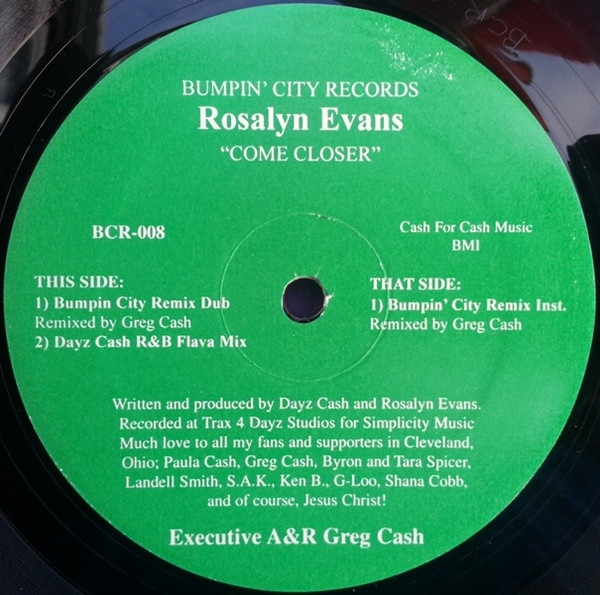 BUMPIN' CITY RECORDS
Rosalyn Evans
"COME CLOSER"
BCR-008
Cash For Cash Music
BMI
THIS SIDE:
1) Bumpin City Remix Dub
Remixed by Greg Cash
2) Dayz Cash R&B Flava Mix
THAT SIDE:
1) Bumpin' City Remix Inst.
Remixed by Greg Cash
Written and produced by Dayz Cash and Rosalyn Evans.
Recorded at Trax 4 Dayz Studios for Simplicity Music
Much love to all my fans and supporters in Cleveland,
Ohio; Paula Cash, Greg Cash, Byron and Tara Spicer,
Landell Smith, S.A.K., Ken B., G-Loo, Shana Cobb,
and of course, Jesus Christ!
Executive A&R Greg Cash
BCR